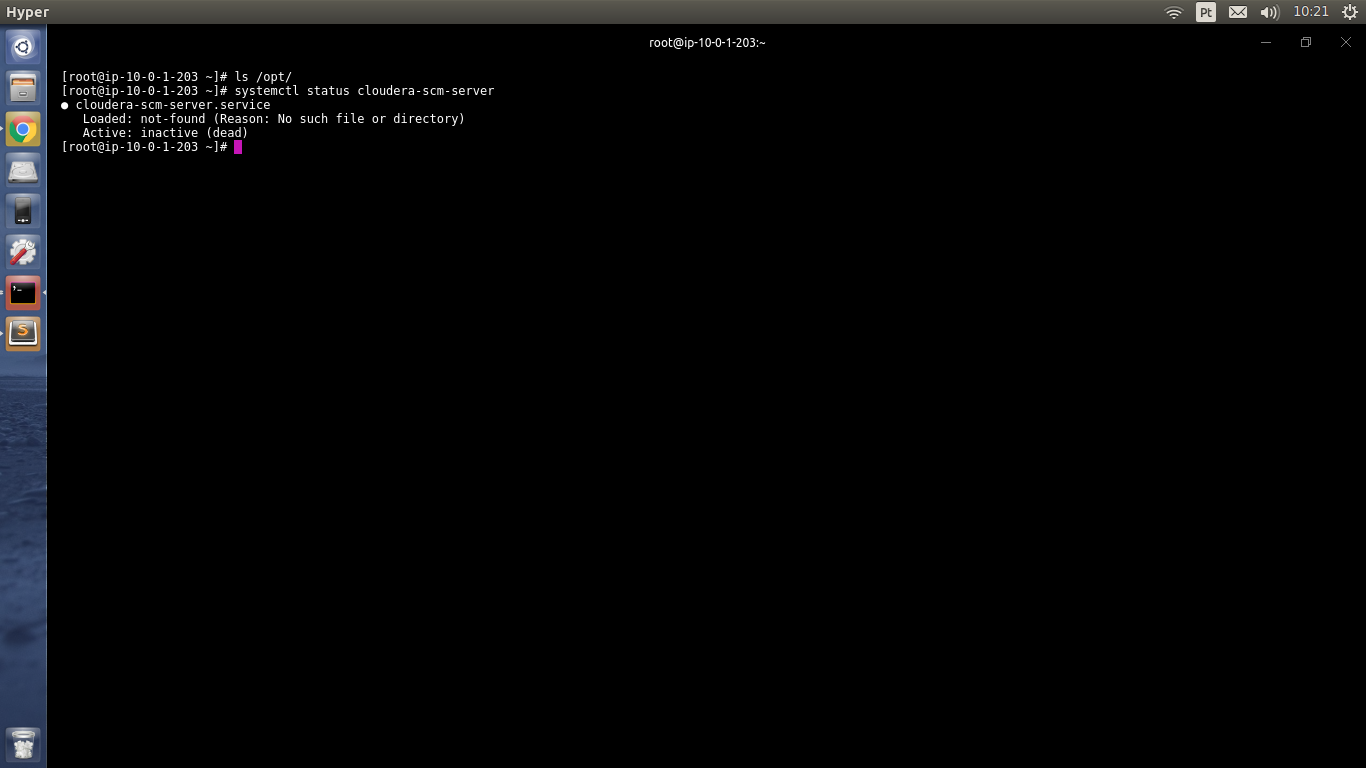 Hyper
Pt
10:21
root@ip-10-0-1-203:~
[root@ip-10-0-1-203 ~]# ls /opt/
[root@ip-10-0-1-203 ~]# systemctl status cloudera-scm-server
● cloudera-scm-server.service
   Loaded: not-found (Reason: No such file or directory)
   Active: inactive (dead)
[root@ip-10-0-1-203 ~]#